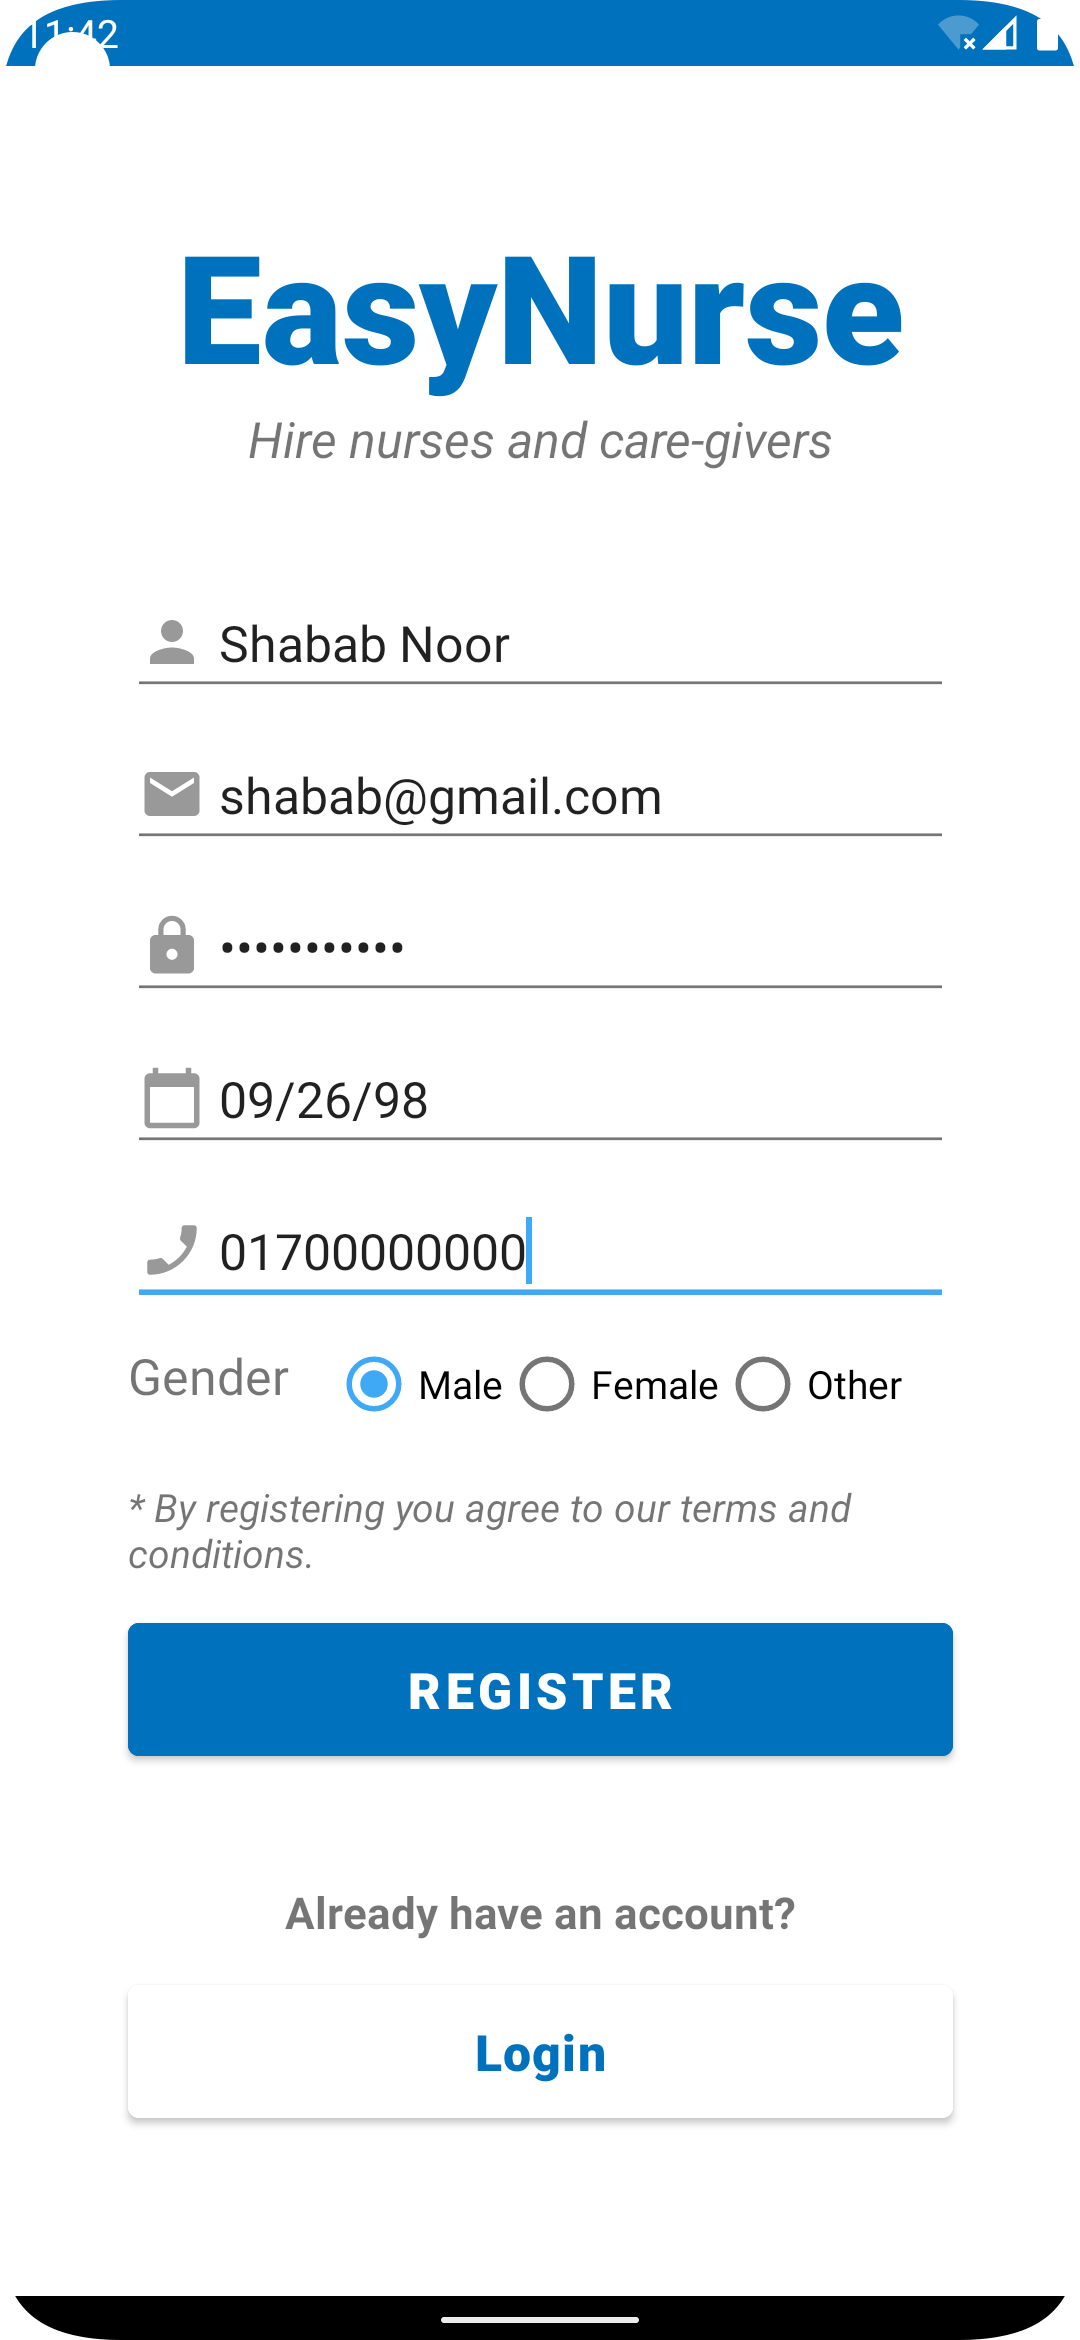 11:42
EasyNurse
Hire nurses and care-givers
Shabab Noor
shabab@gmail.com
•••••••••••
09/26/98
01700000000
Gender Male Female Other
* By registering you agree to our terms and
conditions.
REGISTER
Already have an account?
Login